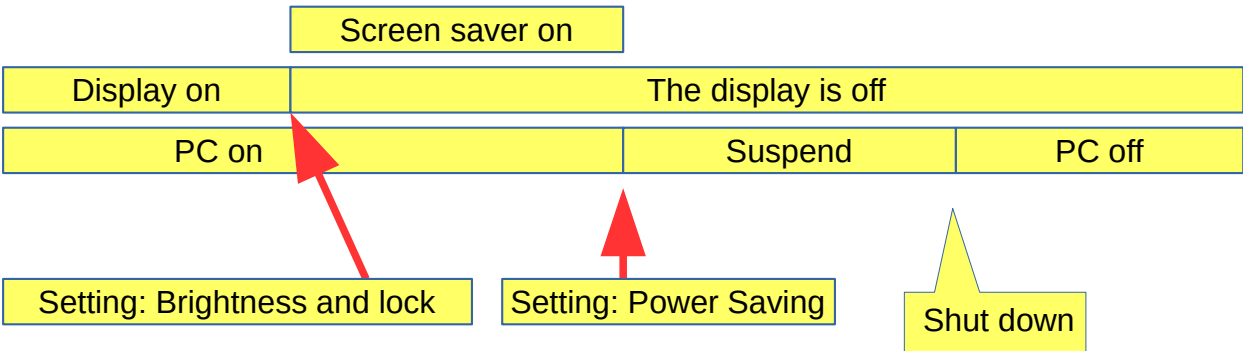 Screen saver on
Display on
The display is off
PC on
Suspend
PC off
Setting: Brightness and lock
Setting: Power Saving
Shut down